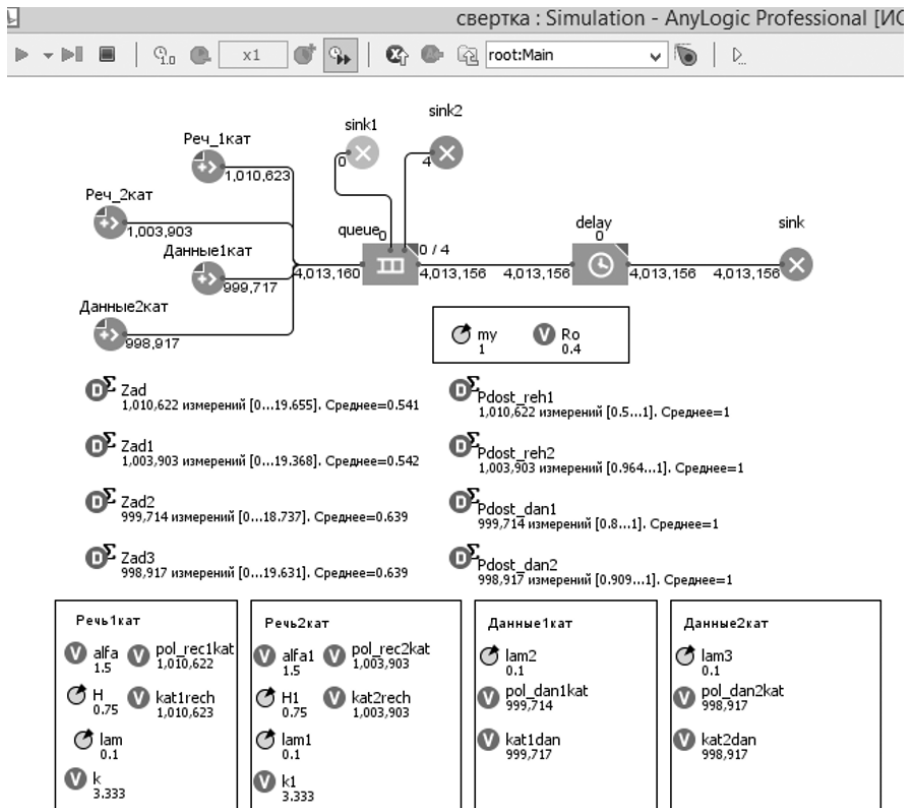 свертка : Simulation - AnyLogic Professional [ИС
1.0
x1
root:Main
sink2
sink1
Реч_1кат
0
4
1,010,623
Реч_2кат
1,003,903
queue
0
delay
0
sink
Данные1кат
0 / 4
4,013,160
4,013,156
4,013,156
4,013,156
4,013,156
999,717
Данные2кат
998,917
my
1
Ro
0.4
Zad
1,010,622 измерений [0...19.655]. Среднее=0.541
Pdost_reh1
1,010,622 измерений [0.5...1]. Среднее=1
Zad1
1,003,903 измерений [0...19.368]. Среднее=0.542
Pdost_reh2
1,003,903 измерений [0.964...1]. Среднее=1
Zad2
999,714 измерений [0...18.737]. Среднее=0.639
Pdost_dan1
999,714 измерений [0.8...1]. Среднее=1
Zad3
998,917 измерений [0...19.631]. Среднее=0.639
Pdost_dan2
998,917 измерений [0.909...1]. Среднее=1
Речь1кат
alfa
1.5
pol_rec1kat
1,010,622
H
0.75
kat1rech
1,010,623
lam
0.1
k
3.333
Речь2кат
alfa1
1.5
pol_rec2kat
1,003,903
H1
0.75
kat2rech
1,003,903
lam1
0.1
k1
3.333
Данные1кат
lam2
0.1
pol_dan1kat
999,714
kat1dan
999,717
Данные2кат
lam3
0.1
pol_dan2kat
998,917
kat2dan
998,917